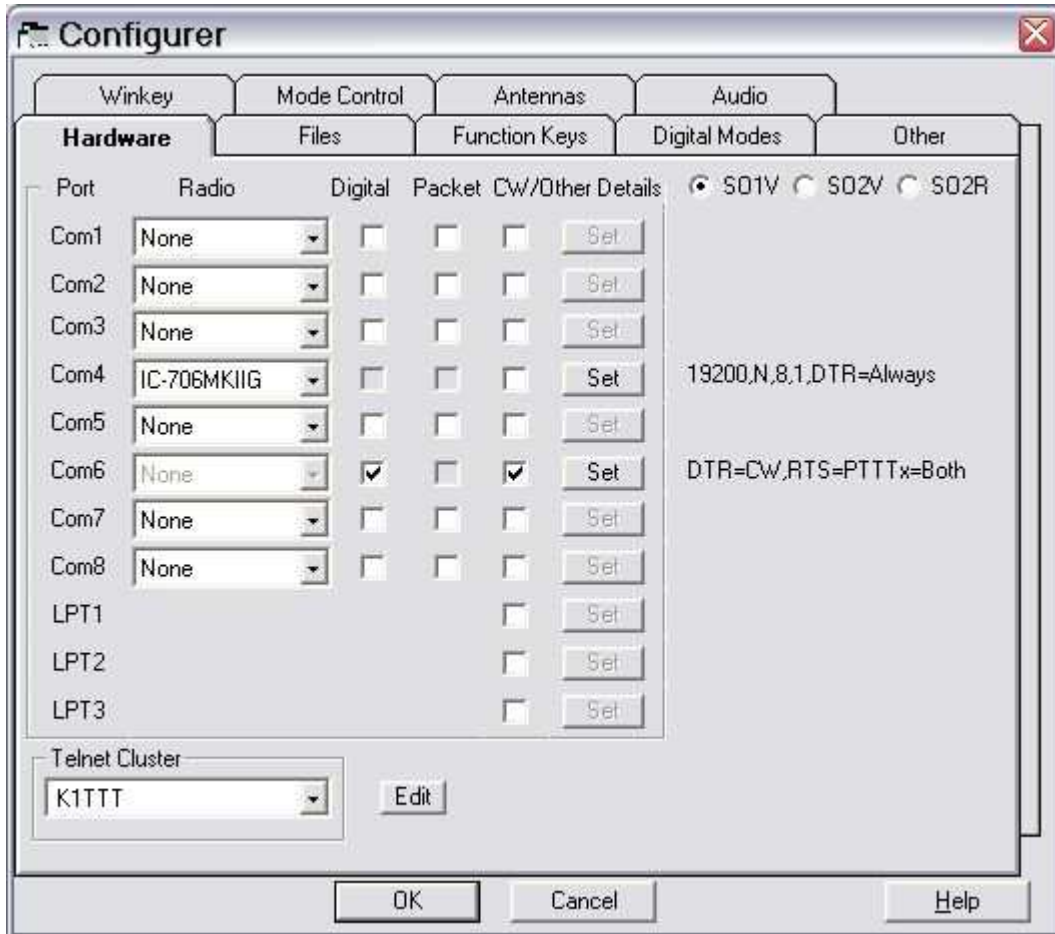 Configurer
Winkey Mode Control Antennas Audio
Hardware Files Function Keys Digital Modes Other
Port Radio Digital Packet CW/Other Details SO1V SO2V SO2R
Com1 None Set
Com2 None Set
Com3 None Set
Com4 IC-706MKIIG Set 19200,N,8,1,DTR=Always
Com5 None Set
Com6 None Set DTR=CW,RTS=PTTTx=Both
Com7 None Set
Com8 None Set
LPT1 Set
LPT2 Set
LPT3 Set
Telnet Cluster
K1TTT Edit
OK Cancel Help